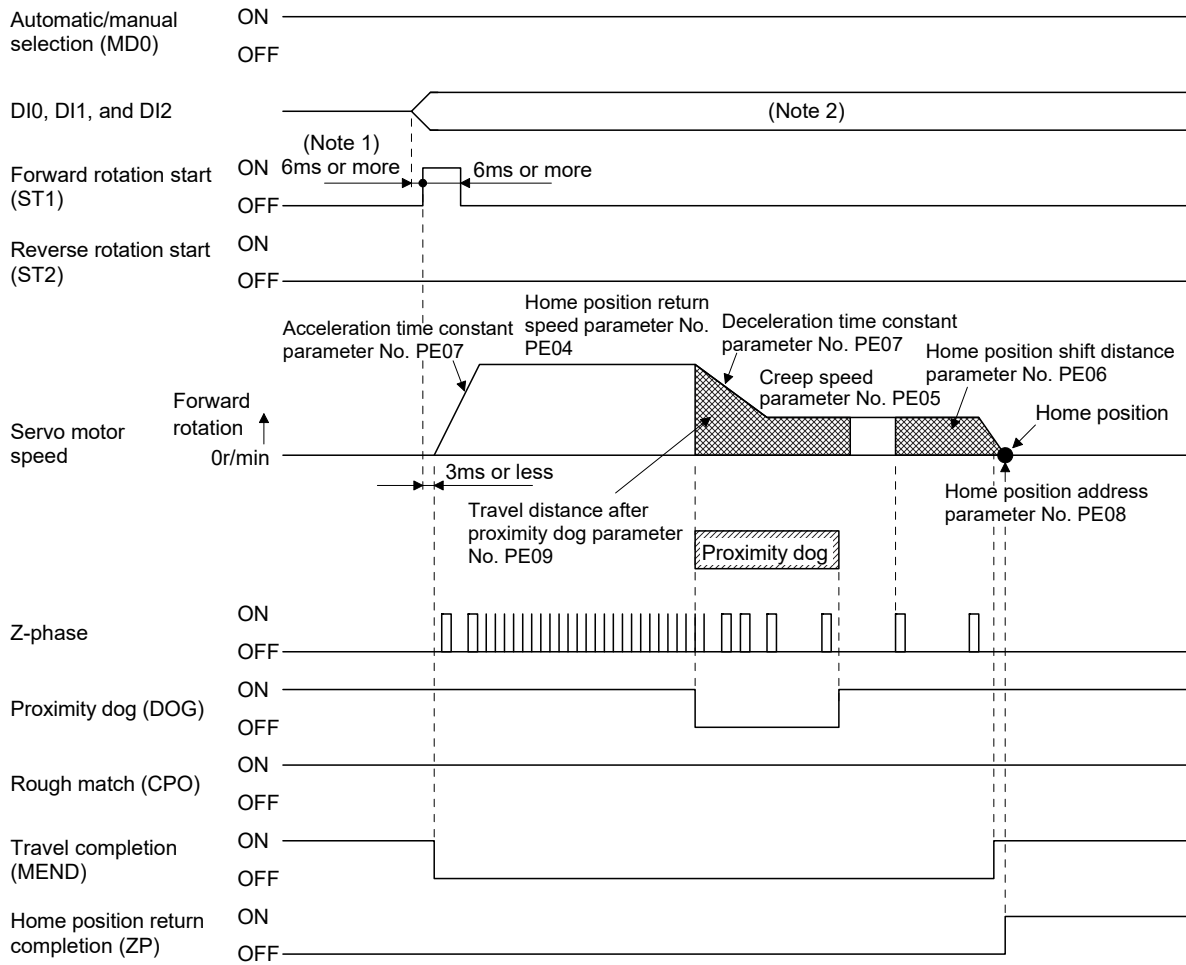 Automatic/manual
selection (MD0)
ON
OFF
DI0, DI1, and DI2
(Note 2)
(Note 1)
6ms or more
6ms or more
Forward rotation start
(ST1)
ON
OFF
Reverse rotation start
(ST2)
ON
OFF
Acceleration time constant
parameter No. PE07
Home position return
speed parameter No.
PE04
Deceleration time constant
parameter No. PE07
Creep speed
parameter No. PE05
Home position shift distance
parameter No. PE06
Home position
Servo motor
speed
Forward
rotation
0r/min
3ms or less
Travel distance after
proximity dog parameter
No. PE09
Home position address
parameter No. PE08
Proximity dog
Z-phase
ON
OFF
Proximity dog (DOG)
ON
OFF
Rough match (CPO)
ON
OFF
Travel completion
(MEND)
ON
OFF
Home position return
completion (ZP)
ON
OFF